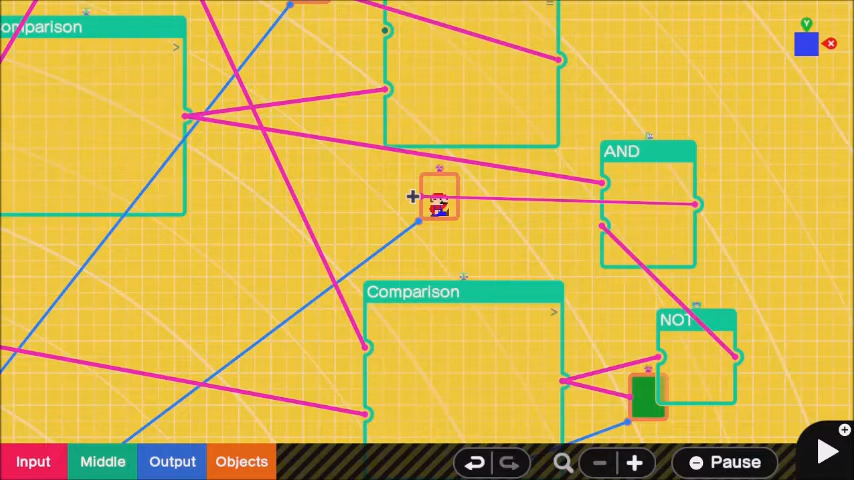 omparison
>
Y
X
AND
Comparison
>
NOT
Input
Middle
Output
Objects
Pause